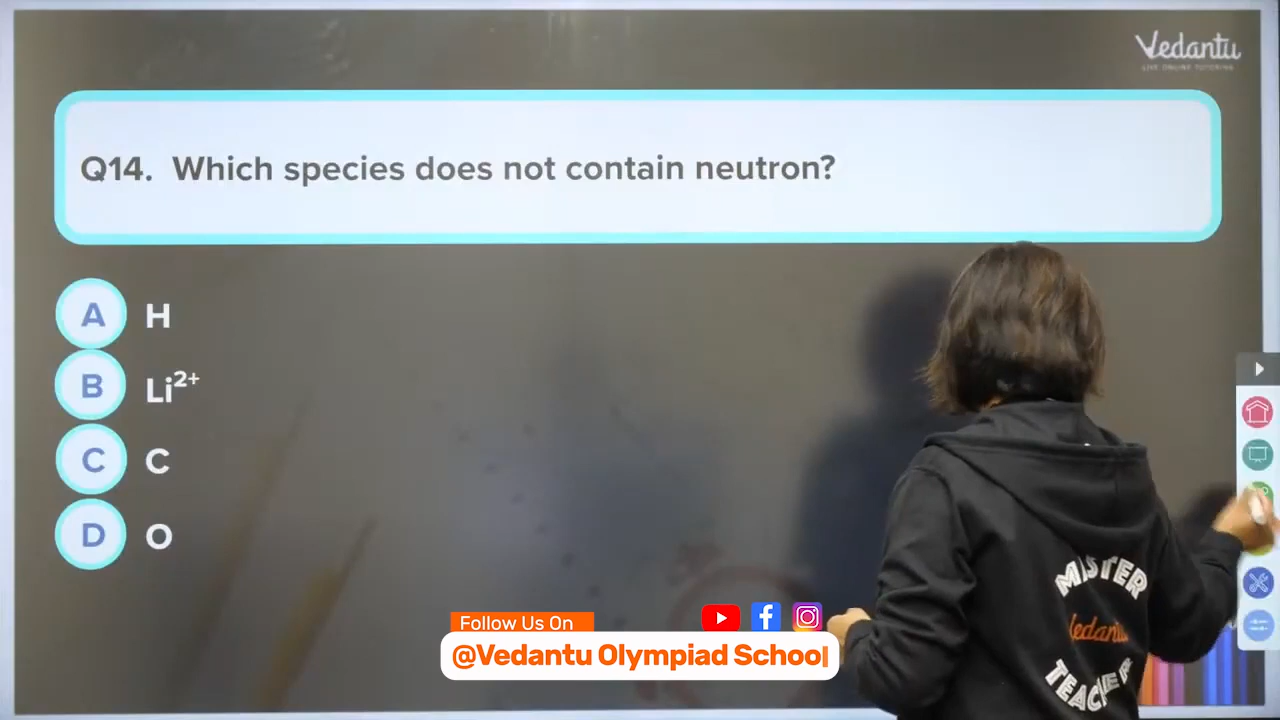 Vedantu
LIVE ONLINE TUTORING
Q14. Which species does not contain neutron?
A H
B Li²⁺
C C
D O
MASTER
Vedantu
TEACHER
Follow Us On
@Vedantu Olympiad School